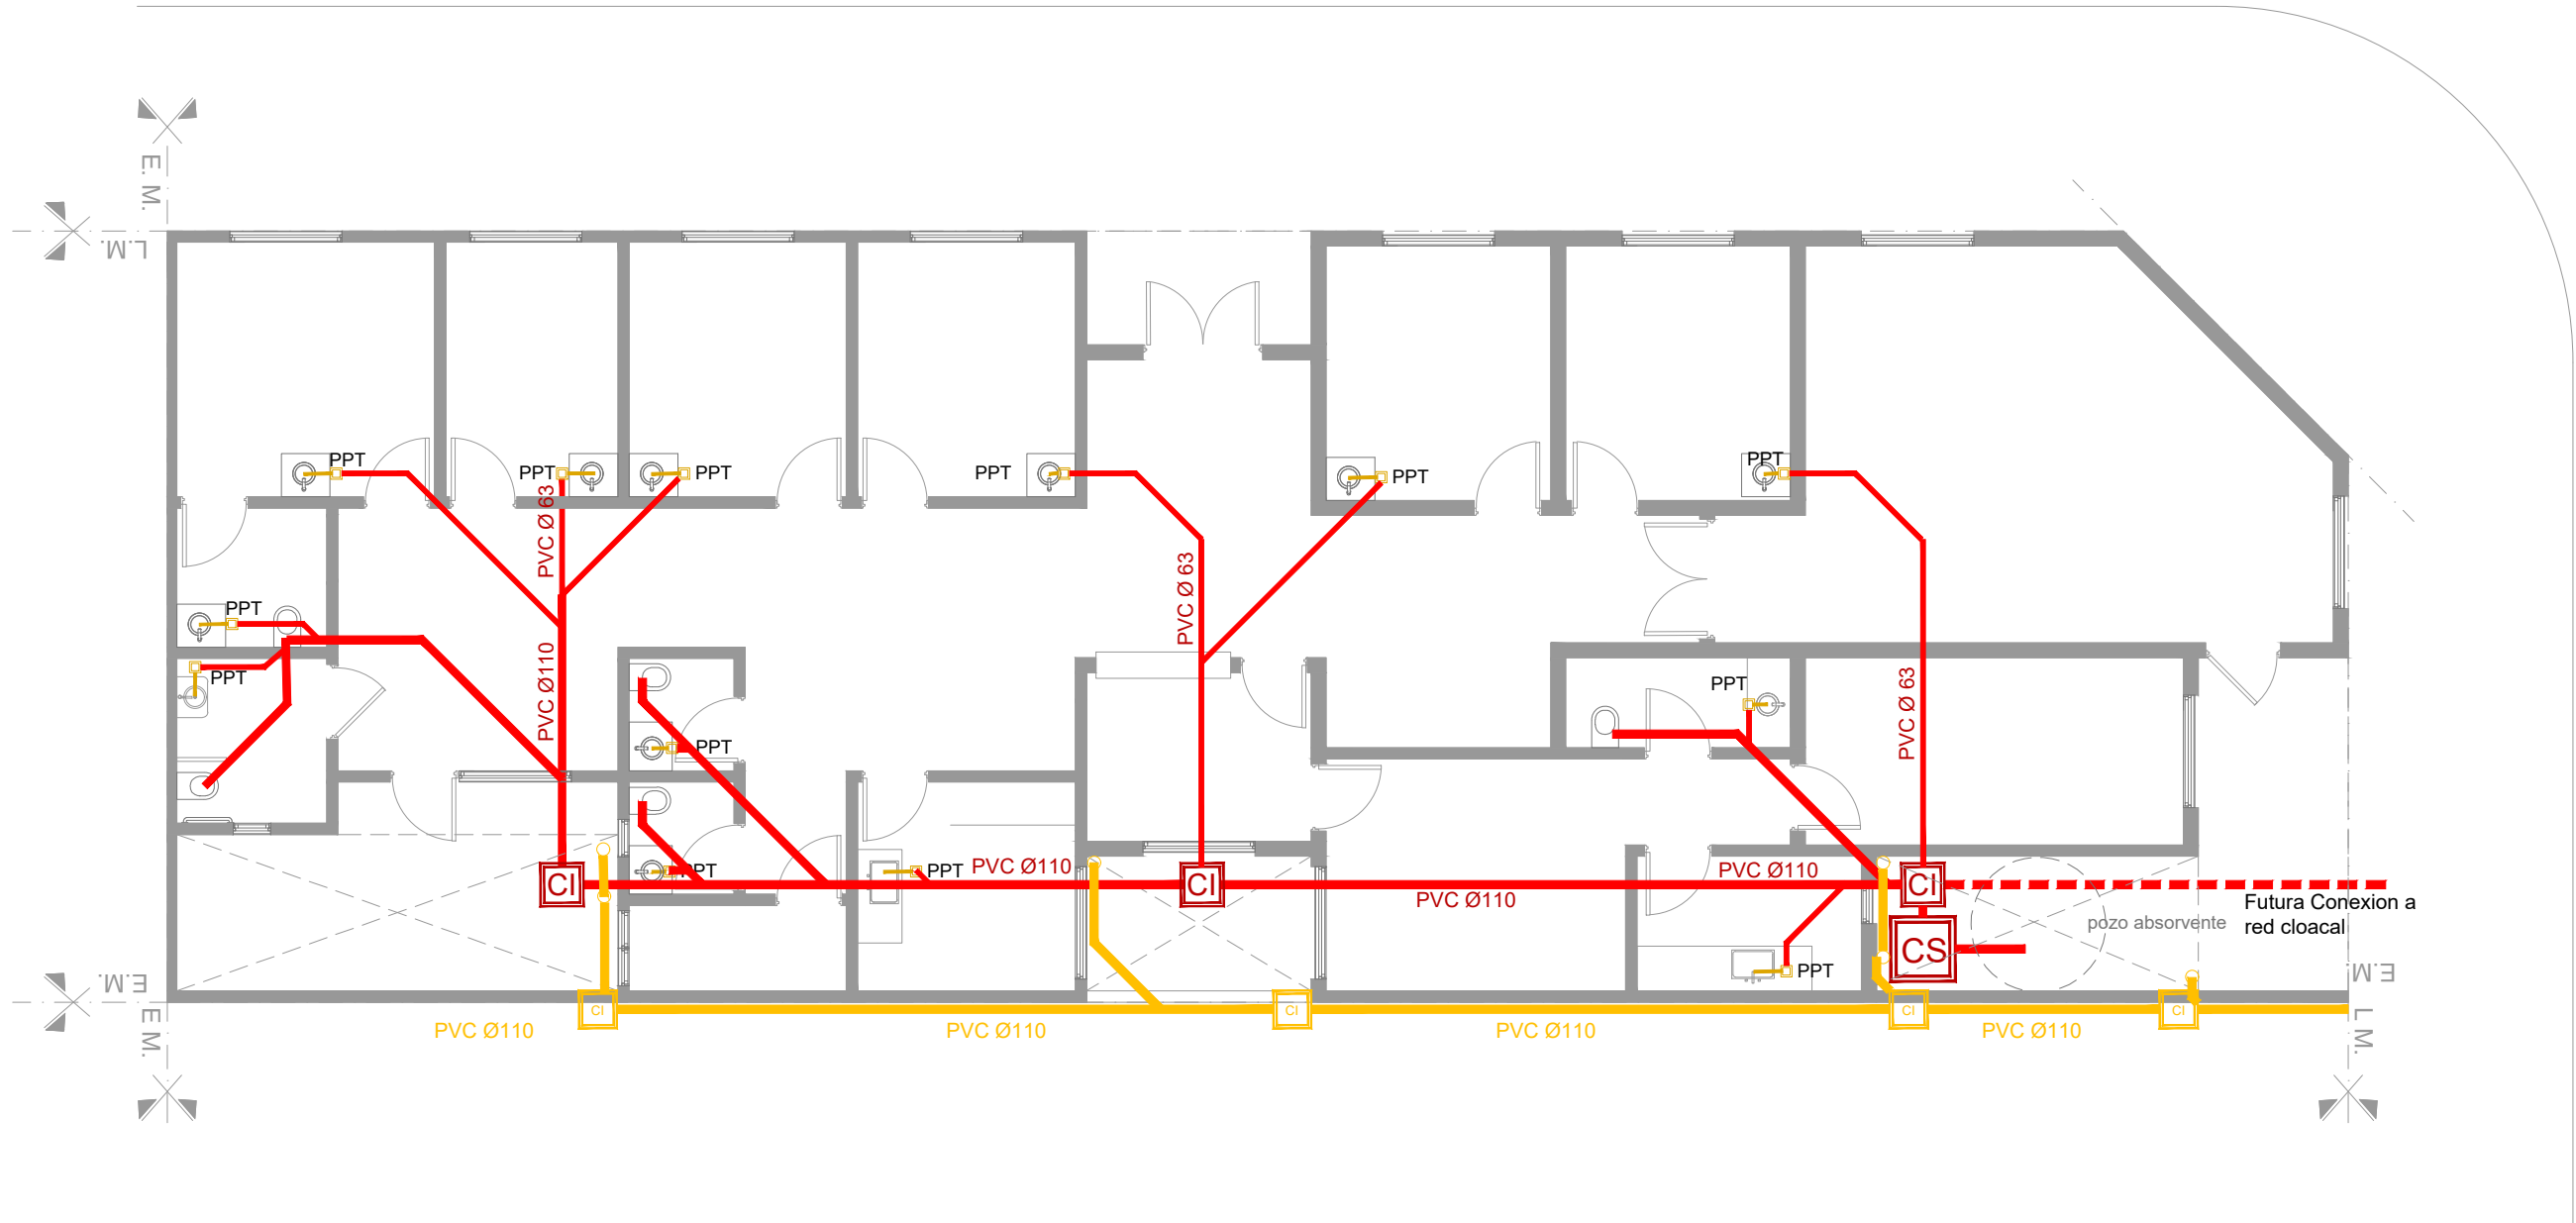 E. M.
L.M.
PPT
PPT
PPT
PPT
PPT
PPT
PVC Ø 63
PVC Ø 63
PPT
PPT
PVC Ø110
PVC Ø 63
PPT
PPT
PPT
PPT
PVC Ø110
PVC Ø110
PVC Ø110
CI
CI
CI
Futura Conexion a
red cloacal
pozo absorvente
CS
PPT
E.M.
E.M.
CI
CI
CI
CI
E M.
L M.
PVC Ø110
PVC Ø110
PVC Ø110
PVC Ø110